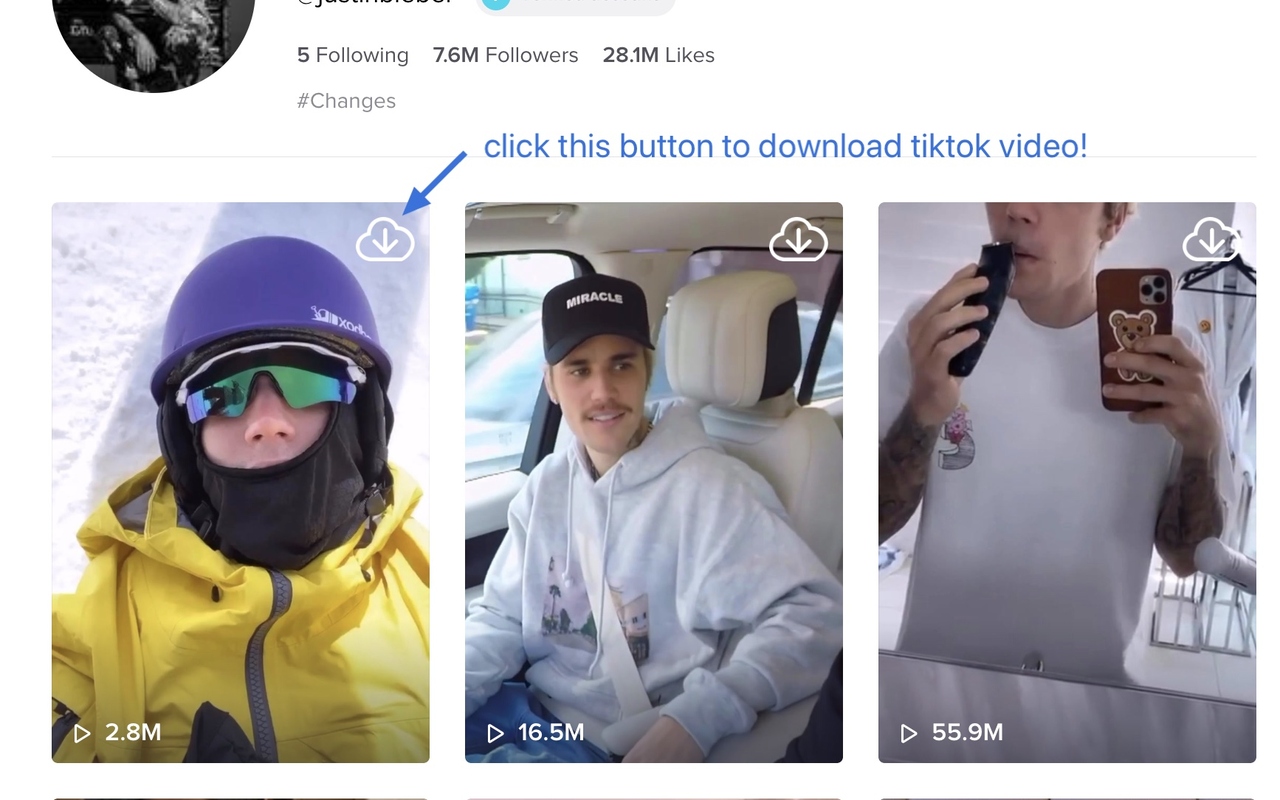 @justinbieber
5 Following 7.6M Followers 28.1M Likes
#Changes
click this button to download tiktok video!
MIRACLE
2.8M
16.5M
55.9M